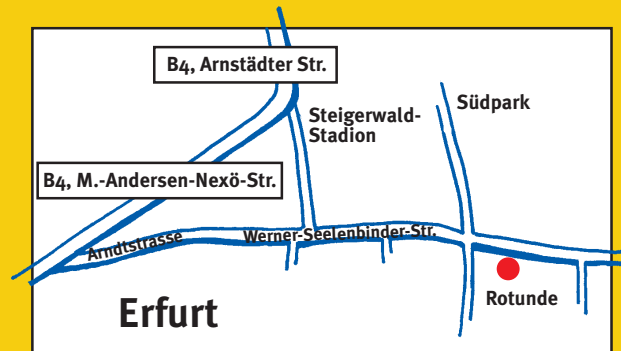 B4, Arnstädter Str.
Steigerwald-
Stadion
Südpark
B4, M.-Andersen-Nexö-Str.
Arndtstrasse
Werner-Seelenbinder-Str.
Rotunde
Erfurt